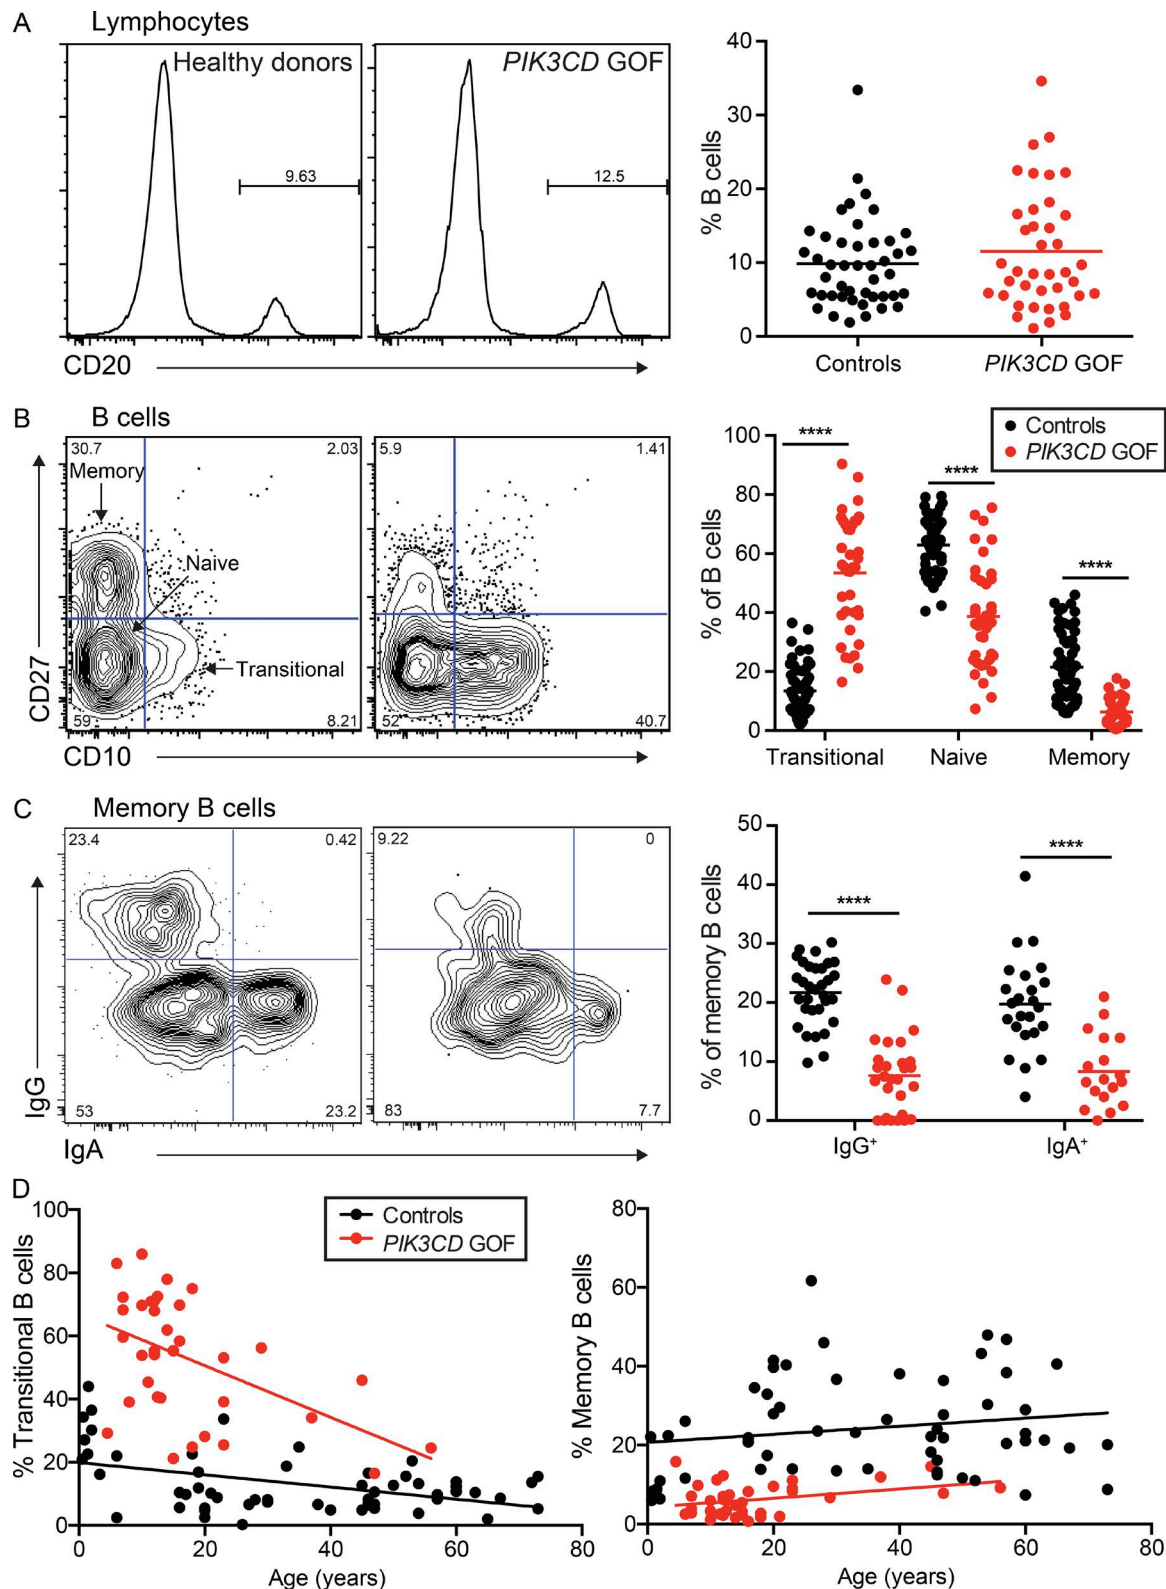 A Lymphocytes
Healthy donors
9.63
PIK3CD GOF
12.5
CD20
% B cells
40
30
20
10
0
Controls
PIK3CD GOF
B B cells
30.7
2.03
Memory
Naive
Transitional
59
8.21
5.9
1.41
52
40.7
CD27
CD10
Controls
PIK3CD GOF
% of B cells
100
80
60
40
20
0
****
****
****
Transitional
Naive
Memory
C Memory B cells
23.4
0.42
53
23.2
9.22
0
83
7.7
IgG
IgA
% of memory B cells
50
40
30
20
10
0
****
****
IgG+
IgA+
D
% Transitional B cells
100
80
60
40
20
0
Controls
PIK3CD GOF
0 20 40 60 80
Age (years)
% Memory B cells
80
60
40
20
0
0 20 40 60 80
Age (years)